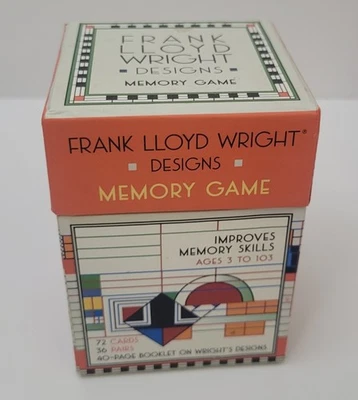 FRANK
LLOYD
WRIGHT
DESIGNS
MEMORY GAME
FRANK LLOYD WRIGHT®
DESIGNS
MEMORY GAME
IMPROVES
MEMORY SKILLS
AGES 3 TO 103
72 CARDS
36 PAIRS
40-PAGE BOOKLET ON WRIGHT'S DESIGNS